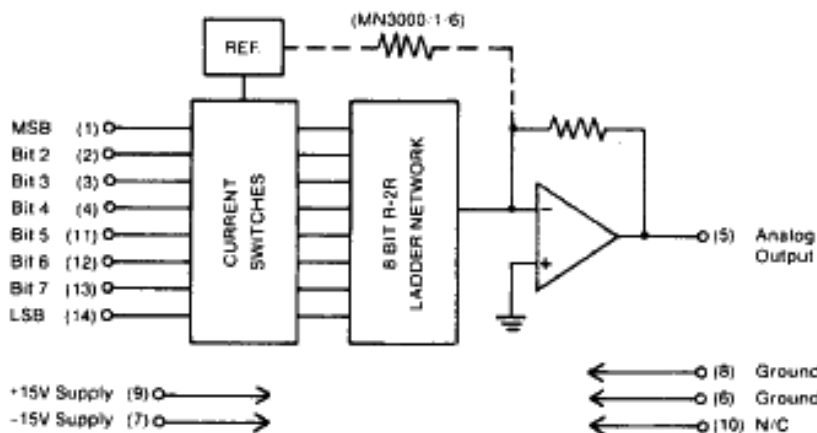 (MN3000/1/6)
REF.
MSB (1)
Bit 2 (2)
Bit 3 (3)
Bit 4 (4)
Bit 5 (11)
Bit 6 (12)
Bit 7 (13)
LSB (14)
CURRENT
SWITCHES
8 BIT R-2R
LADDER NETWORK
−
+
(5) Analog
Output
+15V Supply (9)
−15V Supply (7)
(8) Ground
(6) Ground
(10) N/C